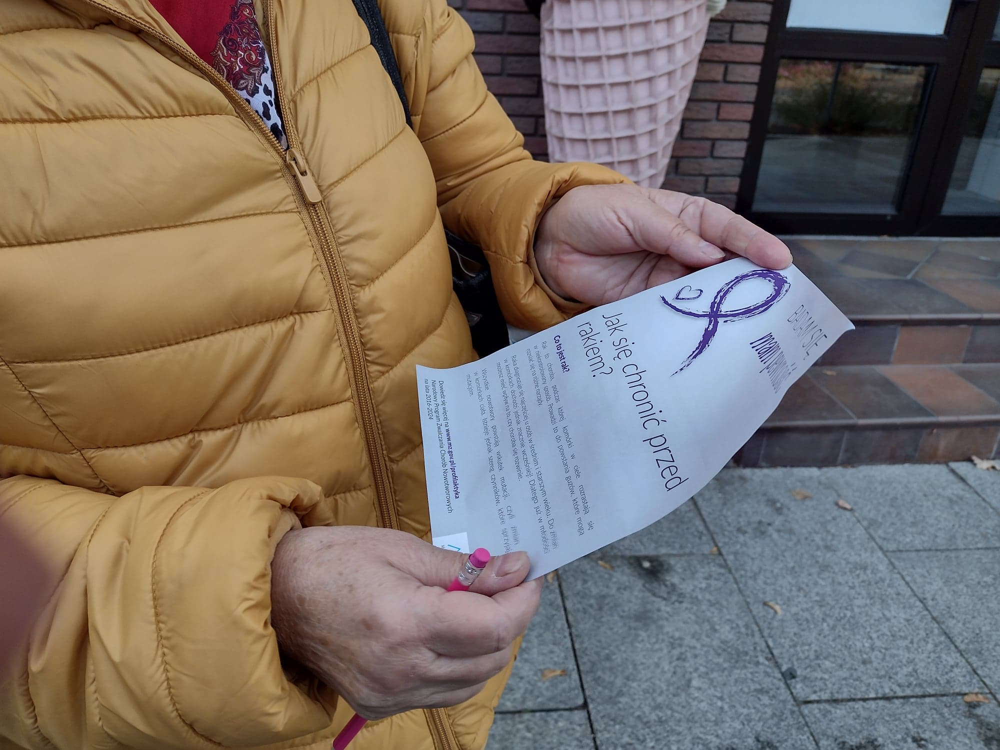 BADAM SIĘ
mam pewność
Jak się chronić przed
rakiem?
Co to jest rak?
Rak to choroba, podczas której komórki w ciele rozrastają się
w niekontrolowany sposób. Prowadzi to do powstania guzów, które mogą
rozsiać się na różne narządy.
Raka diagnozuje się najczęściej u osób w średnim i starszym wieku. Do zmian
w komórkach dochodzi jednak znacznie wcześniej! Dlatego już w młodości
możesz mieć wpływ na to, czy choroba się rozwinie.
Wszystkie nowotwory powstają wskutek mutacji, czyli zmian
w komórkach ciała. Istnieje jednak szereg czynników, które
mutacjom.
Dowiedz się więcej na www.mz.gov.pl/profilaktyka
Narodowy Program Zwalczania Chorób Nowotworowych
na lata 2016-2024